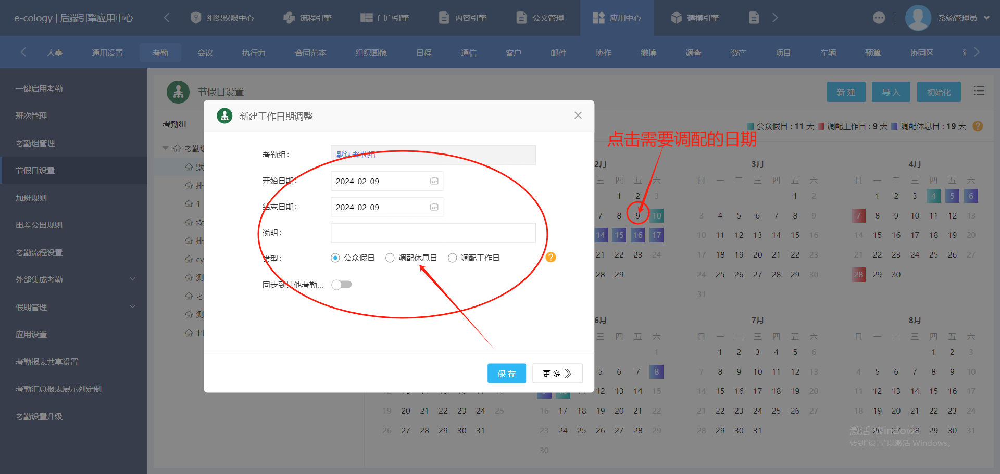 e-cology | 后端引擎应用中心
组织权限中心
流程引擎
门户引擎
内容引擎
公文管理
应用中心
建模引擎
系统管理员
人事 通用设置 考勤 会议 执行力 合同范本 组织画像 日程 通信 客户 邮件 协作 微博 调查 资产 项目 车辆 预算 协同区
一键启用考勤
班次管理
考勤组管理
节假日设置
加班规则
出差公出规则
考勤流程设置
外部集成考勤
假期管理
应用设置
考勤报表共享设置
考勤汇总报表展示列定制
考勤设置升级
节假日设置
新 建
导 入
初始化
考勤组
公众假日 : 11 天 调配工作日 : 9 天 调配休息日 : 19 天
点击需要调配的日期
考勤组
默
排
1
森
排
cy
测
考
测
11
新建工作日期调整
考勤组:
默认考勤组
开始日期:
2024-02-09
结束日期:
2024-02-09
说明:
类型:
公众假日 调配休息日 调配工作日
同步到其他考勤...
保 存
更 多
2月
三 四 五 六
1 2 3
7 8 9 10
14 15 16 17
21 22 23 24
28 29
3月
日 一 二 三 四 五 六
1 2
3 4 5 6 7 8 9
10 11 12 13 14 15 16
17 18 19 20 21 22 23
24 25 26 27 28 29 30
31
4月
日 一 二 三 四 五 六
1 2 3 4 5 6
7 8 9 10 11 12 13
14 15 16 17 18 19 20
21 22 23 24 25 26 27
28 29 30
19 20 21 22 23 24 25
26 27 28 29 30 31
6月
三 四 五 六
1
5 6 7 8
12 13 14 15
16 17 18 19 20 21 22
23 24 25 26 27 28 29
30
7月
日 一 二 三 四 五 六
1 2 3 4 5 6
7 8 9 10 11 12 13
14 15 16 17 18 19 20
21 22 23 24 25 26 27
28 29 30 31
8月
日 一 二 三 四 五 六
1 2 3
4 5 6 7 8 9 10
11 12 13 14 15 16 17
18 19 20 21 22 23 24
26 27 28 29 30 31
激活 Windows
转到"设置"以激活 Windows。